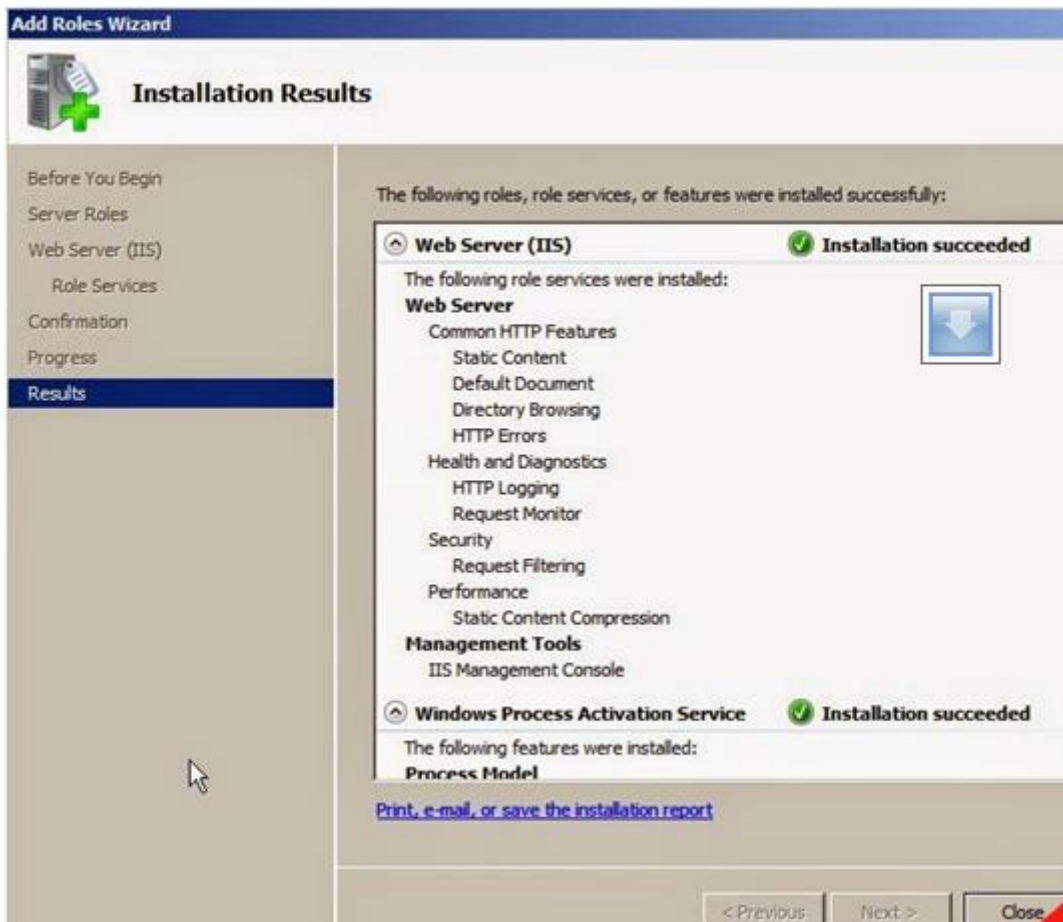 Add Roles Wizard
Installation Results
Before You Begin
Server Roles
Web Server (IIS)
Role Services
Confirmation
Progress
Results
The following roles, role services, or features were installed successfully:
Web Server (IIS) Installation succeeded
The following role services were installed:
Web Server
Common HTTP Features
Static Content
Default Document
Directory Browsing
HTTP Errors
Health and Diagnostics
HTTP Logging
Request Monitor
Security
Request Filtering
Performance
Static Content Compression
Management Tools
IIS Management Console
Windows Process Activation Service Installation succeeded
The following features were installed:
Process Model
Print, e-mail, or save the installation report
< Previous Next > Close